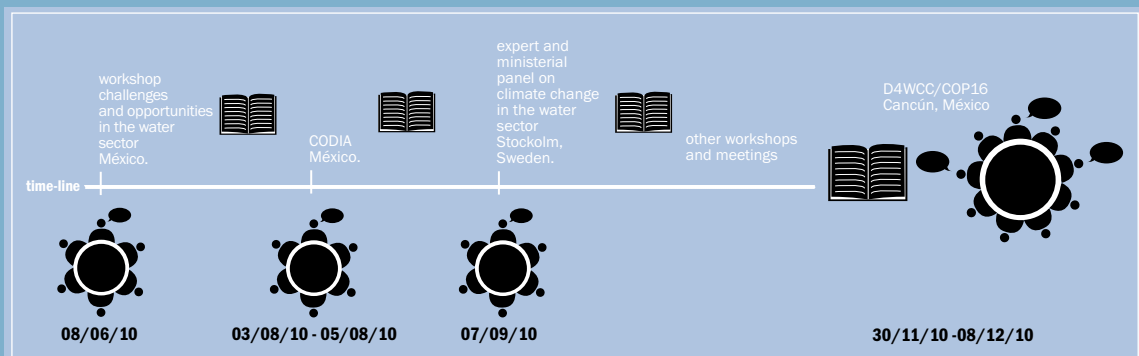 workshop
challenges
and opportunities
in the water
sector
México.
CODIA
México.
expert and
ministerial
panel on
climate change
in the water
sector
Stockolm,
Sweden.
other workshops
and meetings
D4WCC/COP16
Cancún, México
time-line
08/06/10
03/08/10 - 05/08/10
07/09/10
30/11/10 -08/12/10